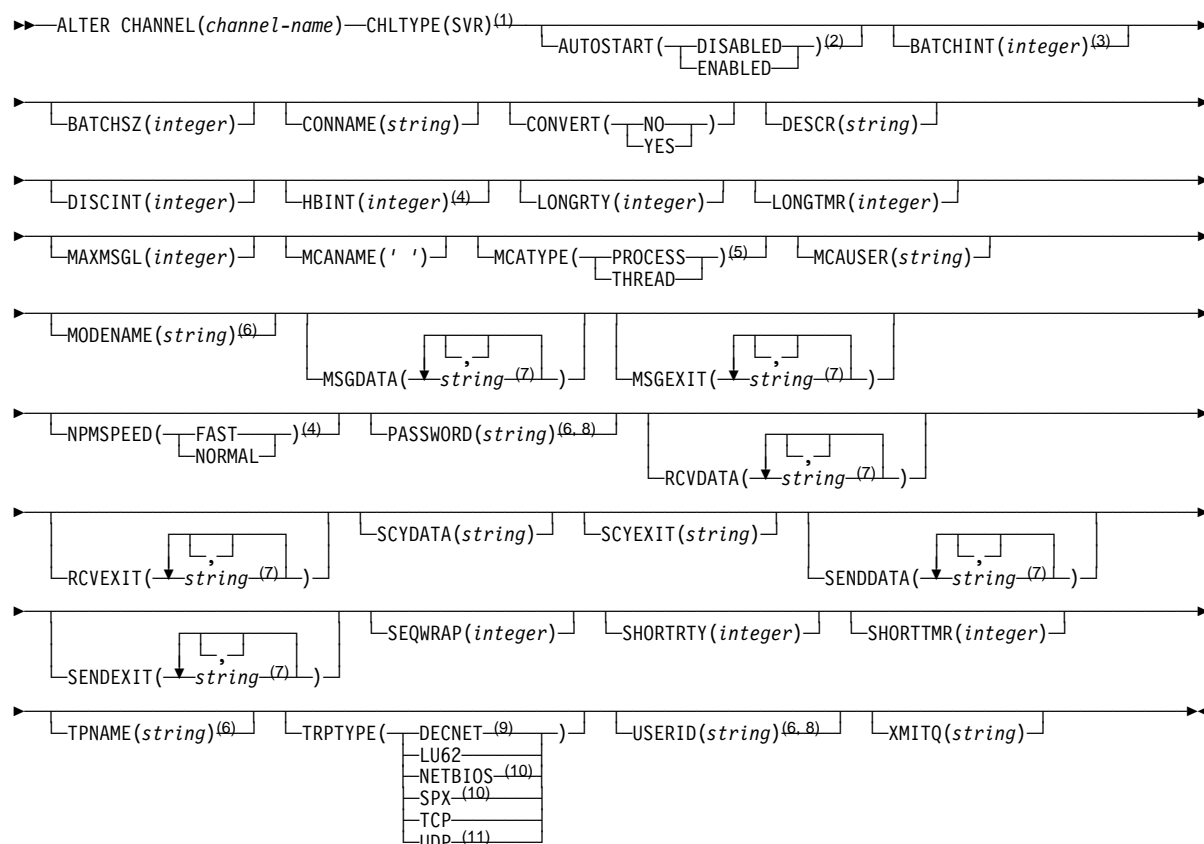 ALTER CHANNEL(channel-name) CHLTYPE(SVR)(1) AUTOSTART( DISABLED )(2) BATCHINT(integer)(3)
ENABLED
BATCHSZ(integer) CONNAME(string) CONVERT( NO ) DESCR(string)
YES
DISCINT(integer) HBINT(integer)(4) LONGRTY(integer) LONGTMR(integer)
MAXMSGL(integer) MCANAME(' ') MCATYPE( PROCESS )(5) MCAUSER(string)
THREAD
MODENAME(string)(6)
, ,
MSGDATA( string (7) ) MSGEXIT( string (7) )
NPMSPEED( FAST )(4) PASSWORD(string)(6, 8)
NORMAL ,
RCVDATA( string (7) )
SCYDATA(string) SCYEXIT(string)
, ,
RCVEXIT( string (7) ) SENDDATA( string (7) )
SEQWRAP(integer) SHORTRTY(integer) SHORTTMR(integer)
,
SENDEXIT( string (7) )
TPNAME(string)(6) TRPTYPE( DECNET (9) ) USERID(string)(6, 8) XMITQ(string)
LU62
NETBIOS (10)
SPX (10)
TCP
UDP (11)